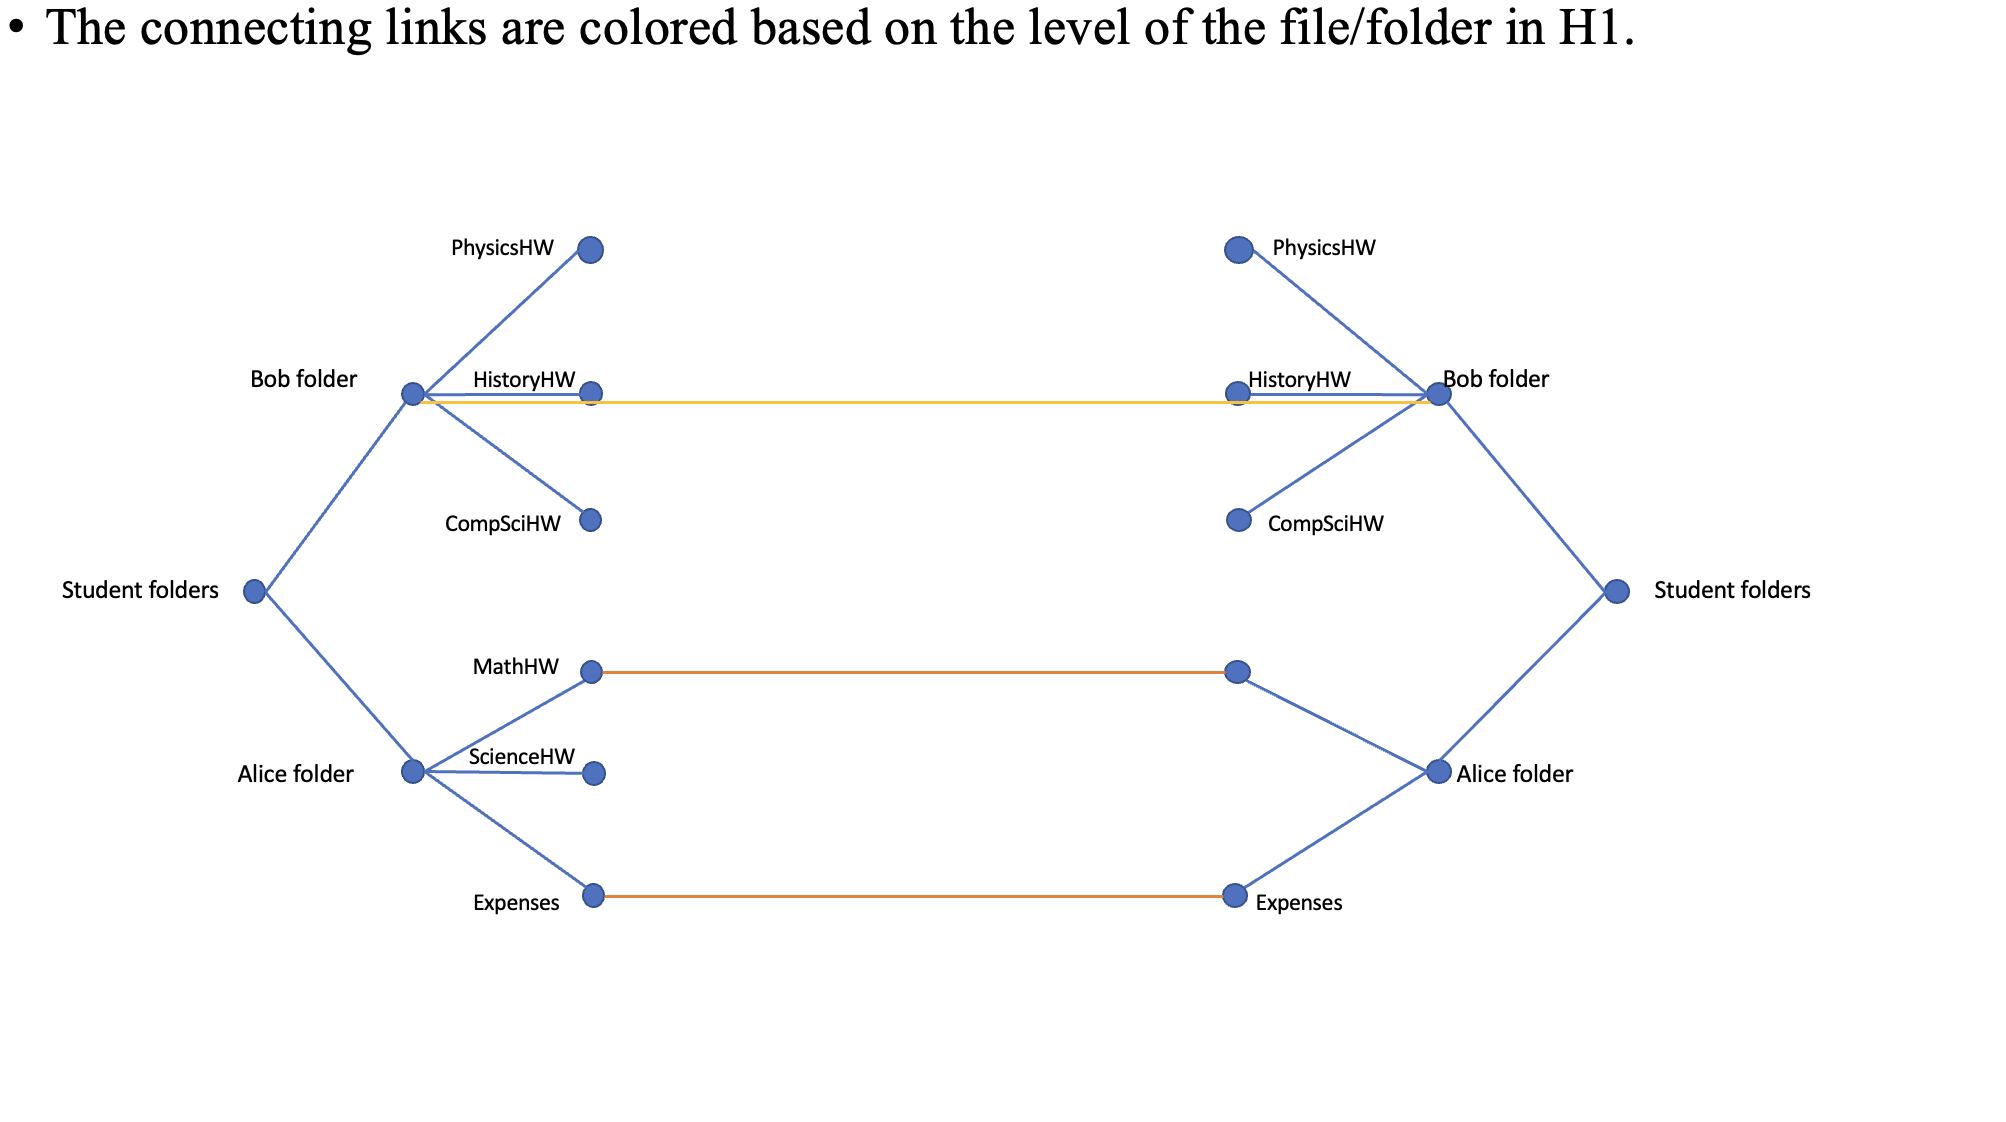 • The connecting links are colored based on the level of the file/folder in H1.
PhysicsHW
PhysicsHW
Bob folder
HistoryHW
HistoryHW
Bob folder
CompSciHW
CompSciHW
Student folders
Student folders
MathHW
ScienceHW
Alice folder
Alice folder
Expenses
Expenses